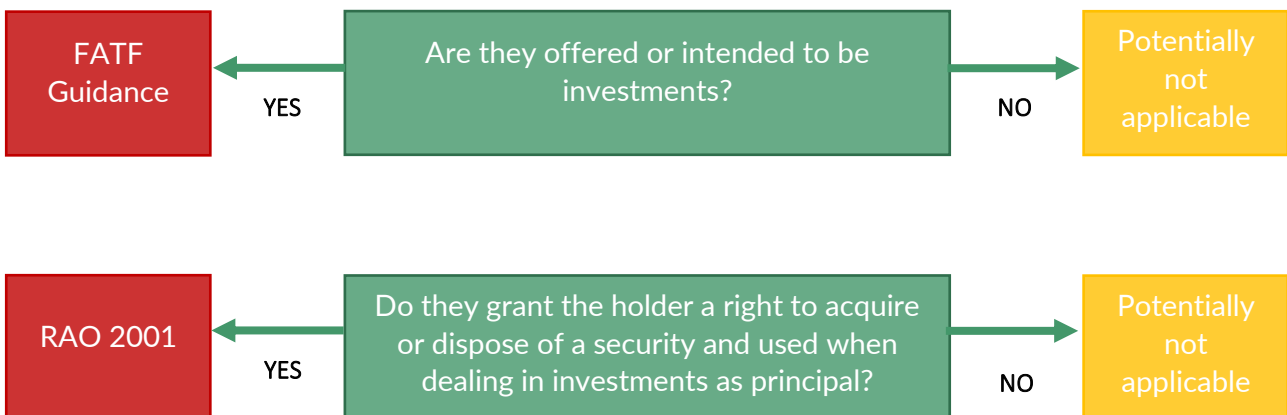 FATF
Guidance
YES
Are they offered or intended to be
investments?
NO
Potentially
not
applicable
RAO 2001
YES
Do they grant the holder a right to acquire
or dispose of a security and used when
dealing in investments as principal?
NO
Potentially
not
applicable